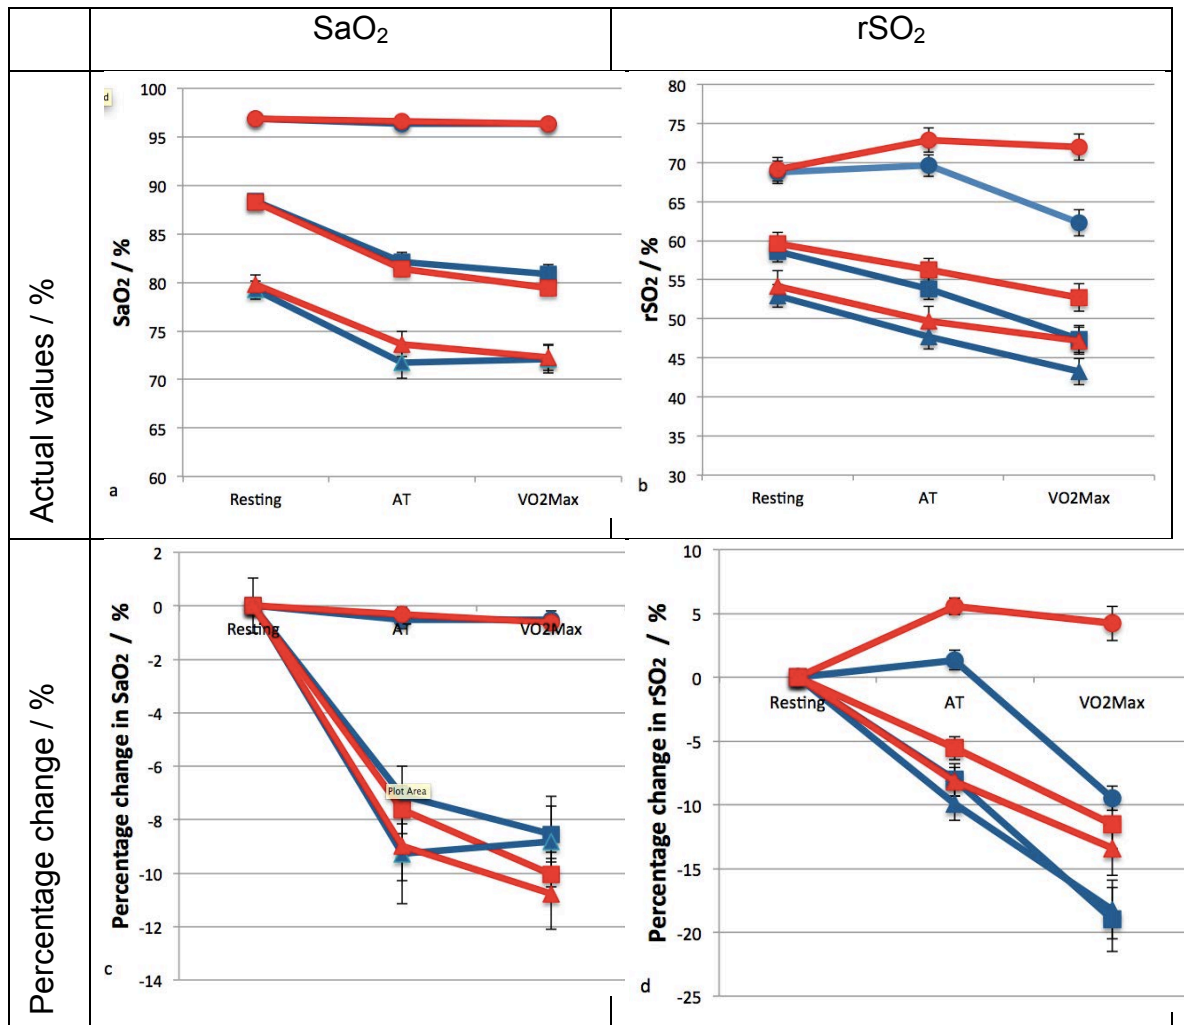 SaO₂
rSO₂
Actual values / %
d
SaO₂ / %
100
95
90
85
80
75
70
65
60
a
Resting
AT
VO2Max
rSO₂ / %
80
75
70
65
60
55
50
45
40
35
30
b
Resting
AT
VO2Max
Percentage change / %
Percentage change in SaO₂ / %
2
0
-2
-4
-6
-8
-10
-12
-14
Resting
AT
VO2Max
Plot Area
c
Percentage change in rSO₂ / %
10
5
0
-5
-10
-15
-20
-25
Resting
AT
VO2Max
d